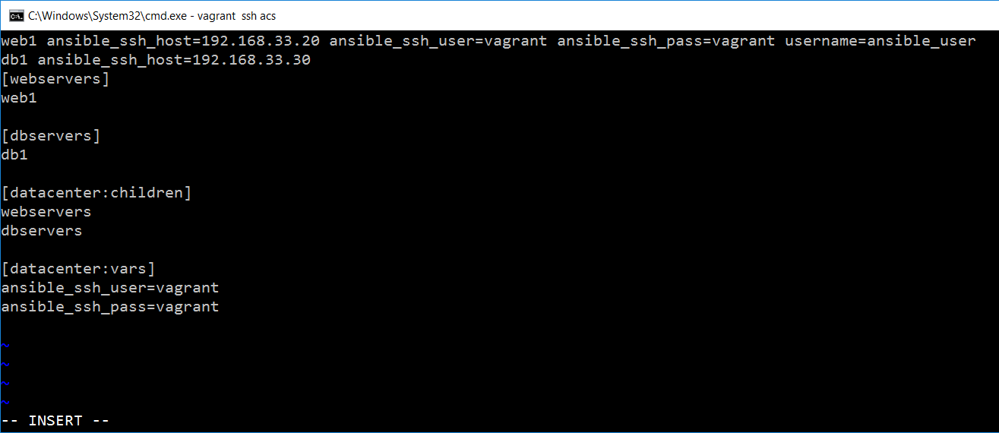 C:\Windows\System32\cmd.exe - vagrant  ssh acs
web1 ansible_ssh_host=192.168.33.20 ansible_ssh_user=vagrant ansible_ssh_pass=vagrant username=ansible_user
db1 ansible_ssh_host=192.168.33.30
[webservers]
web1
[dbservers]
db1
[datacenter:children]
webservers
dbservers
[datacenter:vars]
ansible_ssh_user=vagrant
ansible_ssh_pass=vagrant
~
~
~
~
-- INSERT --